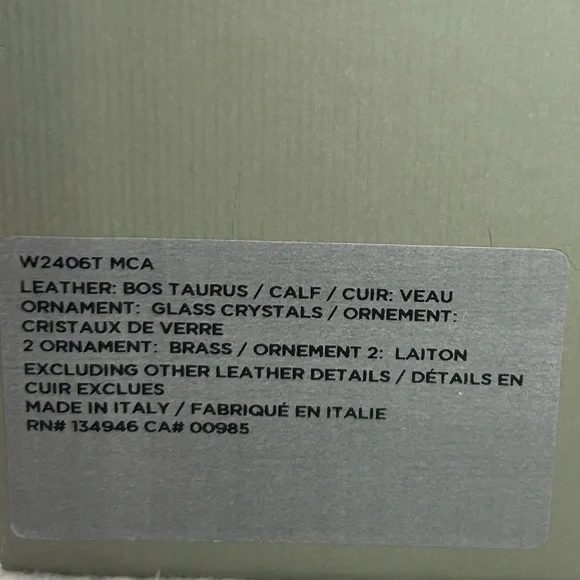 W2406T MCA
LEATHER: BOS TAURUS / CALF / CUIR: VEAU
ORNAMENT: GLASS CRYSTALS / ORNEMENT:
CRISTAUX DE VERRE
2 ORNAMENT: BRASS / ORNEMENT 2: LAITON
EXCLUDING OTHER LEATHER DETAILS / DÉTAILS EN
CUIR EXCLUES
MADE IN ITALY / FABRIQUÉ EN ITALIE
RN# 134946 CA# 00985